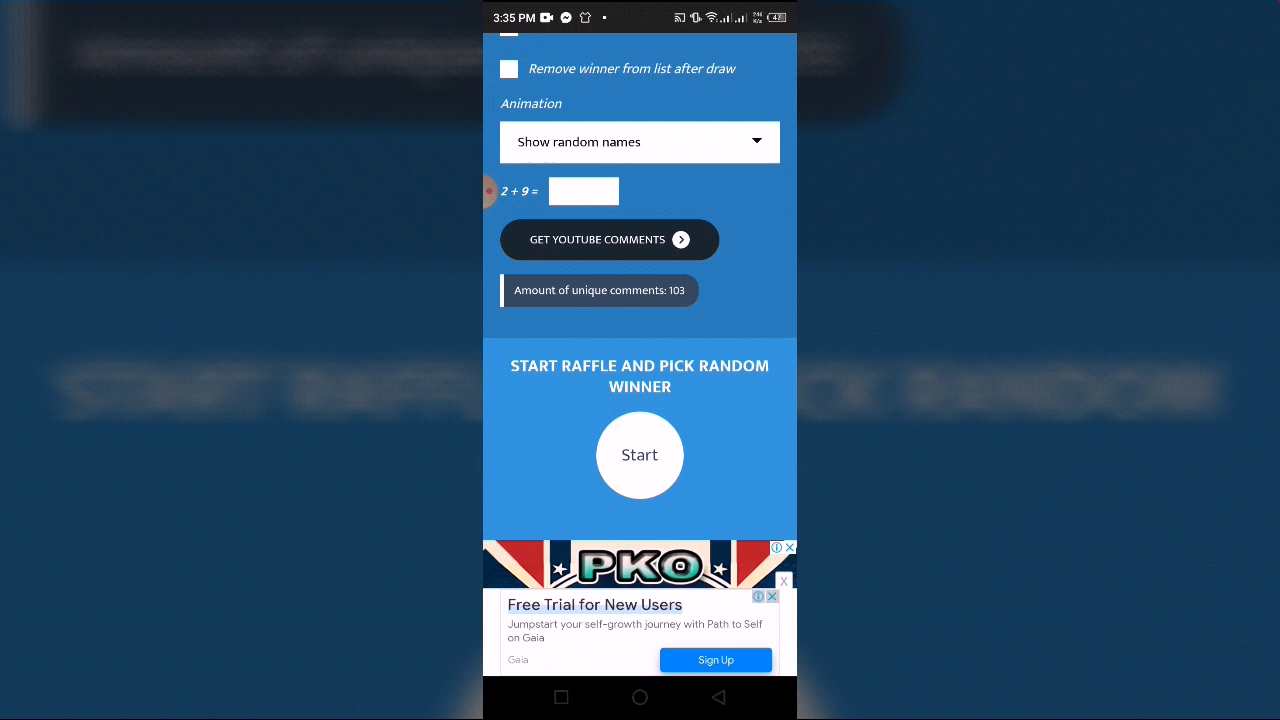 3:35 PM
47
Remove winner from list after draw
Animation
Show random names
2 + 9 =
GET YOUTUBE COMMENTS
Amount of unique comments: 103
START RAFFLE AND PICK RANDOM
WINNER
Start
PKO
X
Free Trial for New Users
Jumpstart your self-growth journey with Path to Self
on Gaia
Gaia
Sign Up